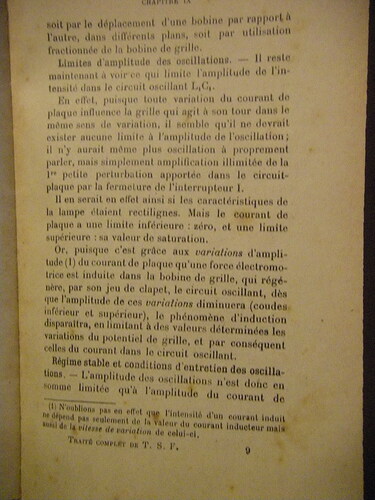 CHAPITRE IX
soit par le déplacement d'une bobine par rapport à
l'autre, dans différents plans, soit par utilisation
fractionnée de la bobine de grille.
Limites d'amplitude des oscillations. — Il reste
maintenant à voir ce qui limite l'amplitude de l'in-
tensité dans le circuit oscillant L₁C₁.
En effet, puisque toute variation du courant de
plaque influence la grille qui agit à son tour dans le
même sens de variation, il semble qu'il ne devrait
exister aucune limite à l'amplitude de l'oscillation ;
il n'y aurait même plus oscillation à proprement
parler, mais simplement amplification illimitée de la
1re petite perturbation apportée dans le circuit-
plaque par la fermeture de l'interrupteur I.
Il en serait en effet ainsi si les caractéristiques de
la lampe étaient rectilignes. Mais le courant de
plaque a une limite inférieure : zéro, et une limite
supérieure : sa valeur de saturation.
Or, puisque c'est grâce aux variations d'ampli-
tude (1) du courant de plaque qu'une force électromo-
trice est induite dans la bobine de grille, qui régé-
nère, par son jeu de clapet, le circuit oscillant, dès
que l'amplitude de ces variations diminuera (coudes
inférieur et supérieur), le phénomène d'induction
disparaîtra, en limitant à des valeurs déterminées les
variations du potentiel de grille, et par conséquent
celles du courant dans le circuit oscillant.
Régime stable et conditions d'entretien des oscilla-
tions. — L'amplitude des oscillations n'est donc en
somme limitée qu'à l'amplitude du courant de
(1) N'oublions pas en effet que l'intensité d'un courant induit
ne dépend pas seulement de la valeur du courant inducteur mais
aussi de la vitesse de variation de celui-ci.
TRAITÉ COMPLET DE T. S. F. 9